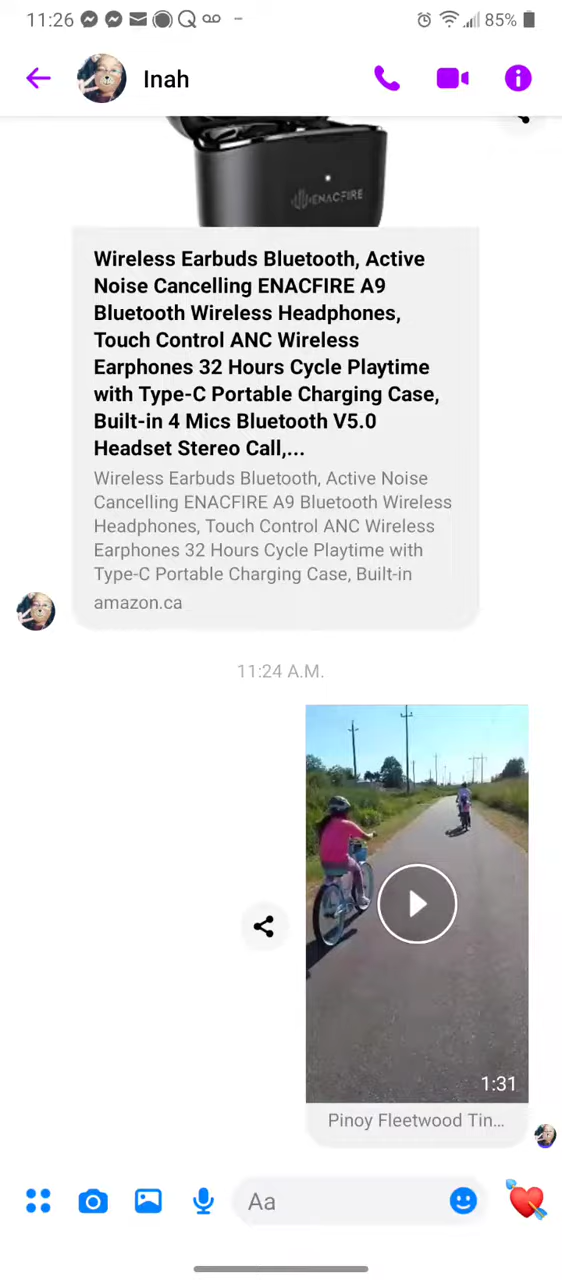 11:26
85%
Inah
ENACFIRE
Wireless Earbuds Bluetooth, Active
Noise Cancelling ENACFIRE A9
Bluetooth Wireless Headphones,
Touch Control ANC Wireless
Earphones 32 Hours Cycle Playtime
with Type-C Portable Charging Case,
Built-in 4 Mics Bluetooth V5.0
Headset Stereo Call,...
Wireless Earbuds Bluetooth, Active Noise
Cancelling ENACFIRE A9 Bluetooth Wireless
Headphones, Touch Control ANC Wireless
Earphones 32 Hours Cycle Playtime with
Type-C Portable Charging Case, Built-in
amazon.ca
11:24 A.M.
1:31
Pinoy Fleetwood Tin...
Aa